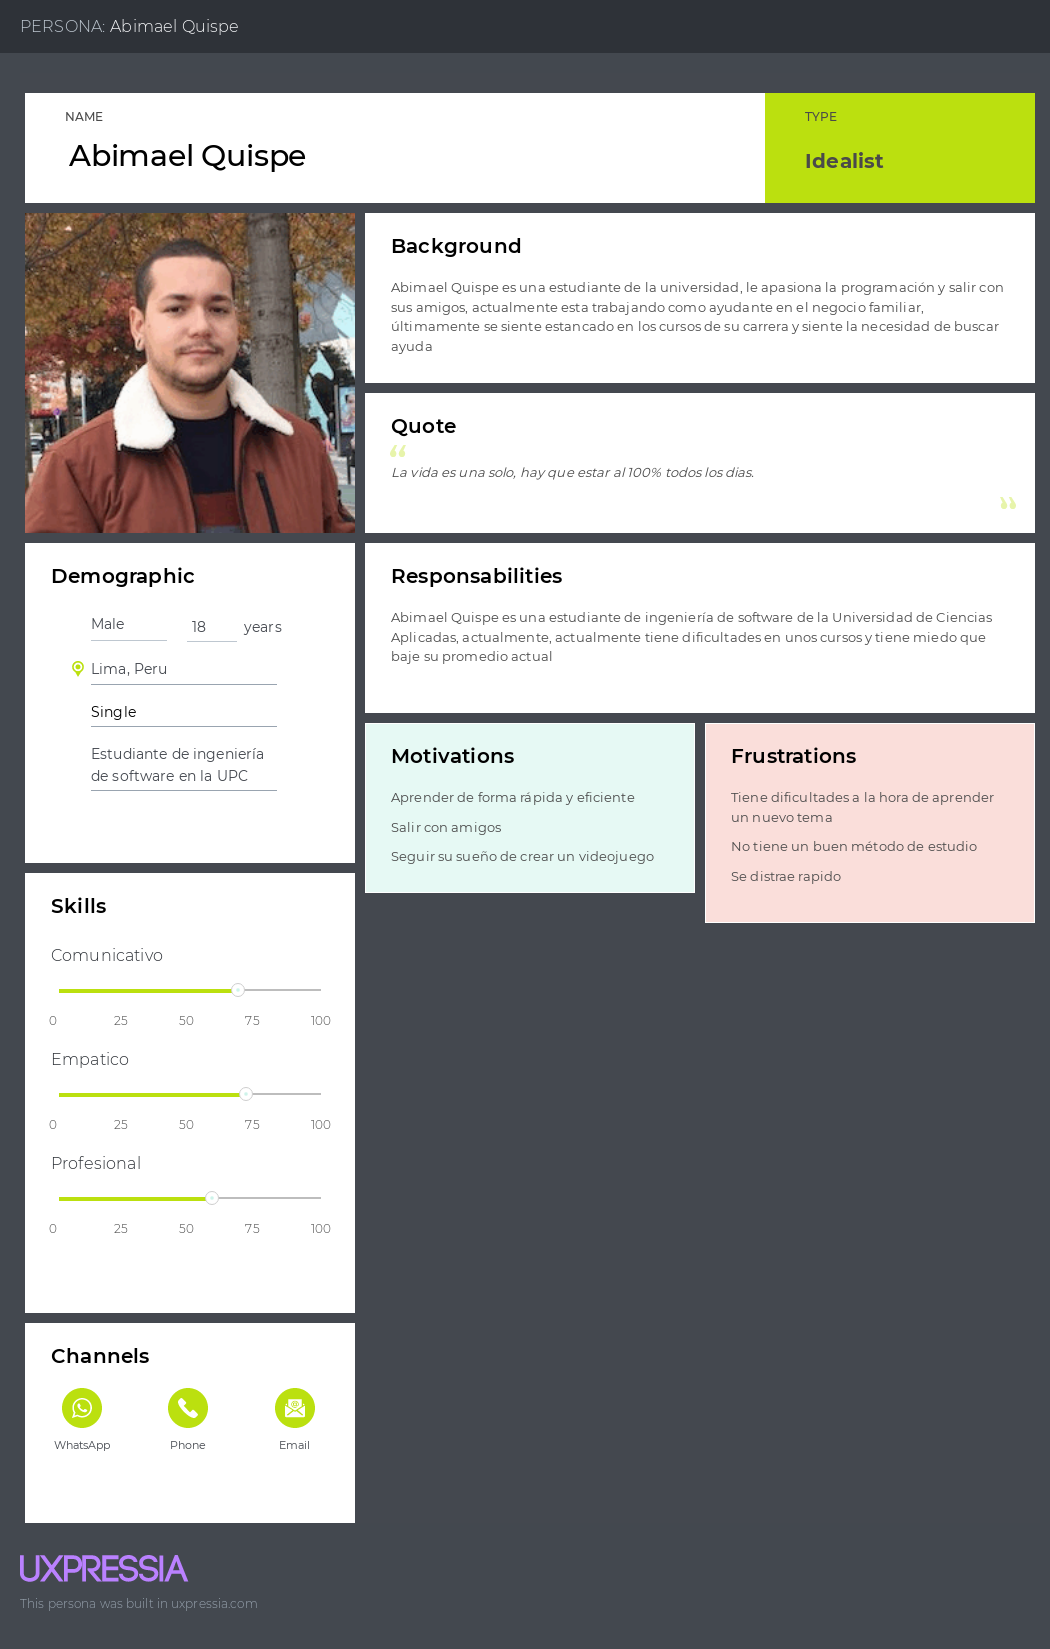 PERSONA: Abimael Quispe
NAME
Abimael Quispe
TYPE
Idealist
Background
Abimael Quispe es una estudiante de la universidad, le apasiona la programación y salir con
sus amigos, actualmente esta trabajando como ayudante en el negocio familiar,
últimamente se siente estancado en los cursos de su carrera y siente la necesidad de buscar
ayuda
Quote
“
La vida es una solo, hay que estar al 100% todos los dias.
”
Demographic
Male 18 years
Lima, Peru
Single
Estudiante de ingeniería
de software en la UPC
Responsabilities
Abimael Quispe es una estudiante de ingeniería de software de la Universidad de Ciencias
Aplicadas, actualmente, actualmente tiene dificultades en unos cursos y tiene miedo que
baje su promedio actual
Motivations
Aprender de forma rápida y eficiente
Salir con amigos
Seguir su sueño de crear un videojuego
Frustrations
Tiene dificultades a la hora de aprender
un nuevo tema
No tiene un buen método de estudio
Se distrae rapido
Skills
Comunicativo
0 25 50 75 100
Empatico
0 25 50 75 100
Profesional
0 25 50 75 100
Channels
WhatsApp Phone Email
UXPRESSIA
This persona was built in uxpressia.com